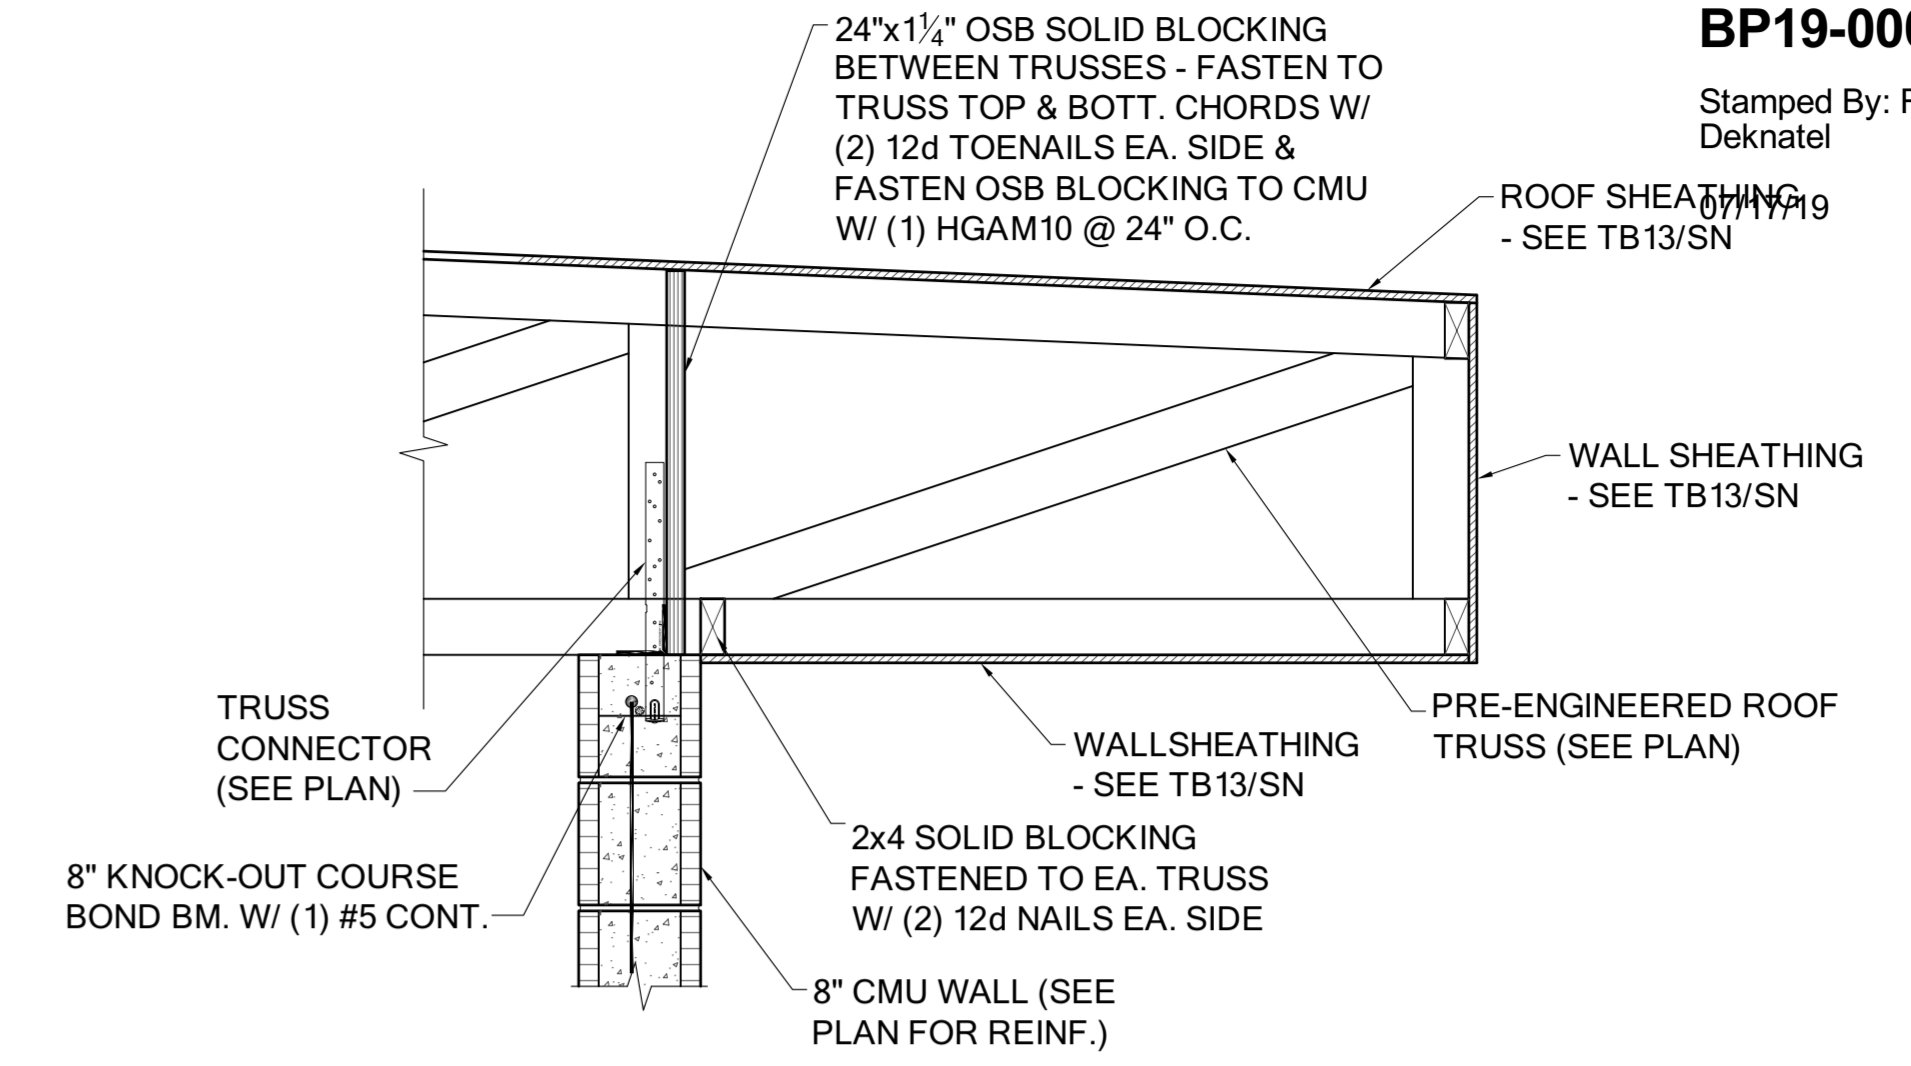 24"x1¼" OSB SOLID BLOCKING
BETWEEN TRUSSES - FASTEN TO
TRUSS TOP & BOTT. CHORDS W/
(2) 12d TOENAILS EA. SIDE &
FASTEN OSB BLOCKING TO CMU
W/ (1) HGAM10 @ 24" O.C.
Stamped By:
Deknatel
07/17/19
ROOF SHEATHING
- SEE TB13/SN
WALL SHEATHING
- SEE TB13/SN
PRE-ENGINEERED ROOF
TRUSS (SEE PLAN)
WALLSHEATHING
- SEE TB13/SN
2x4 SOLID BLOCKING
FASTENED TO EA. TRUSS
W/ (2) 12d NAILS EA. SIDE
8" CMU WALL (SEE
PLAN FOR REINF.)
TRUSS
CONNECTOR
(SEE PLAN)
8" KNOCK-OUT COURSE
BOND BM. W/ (1) #5 CONT.